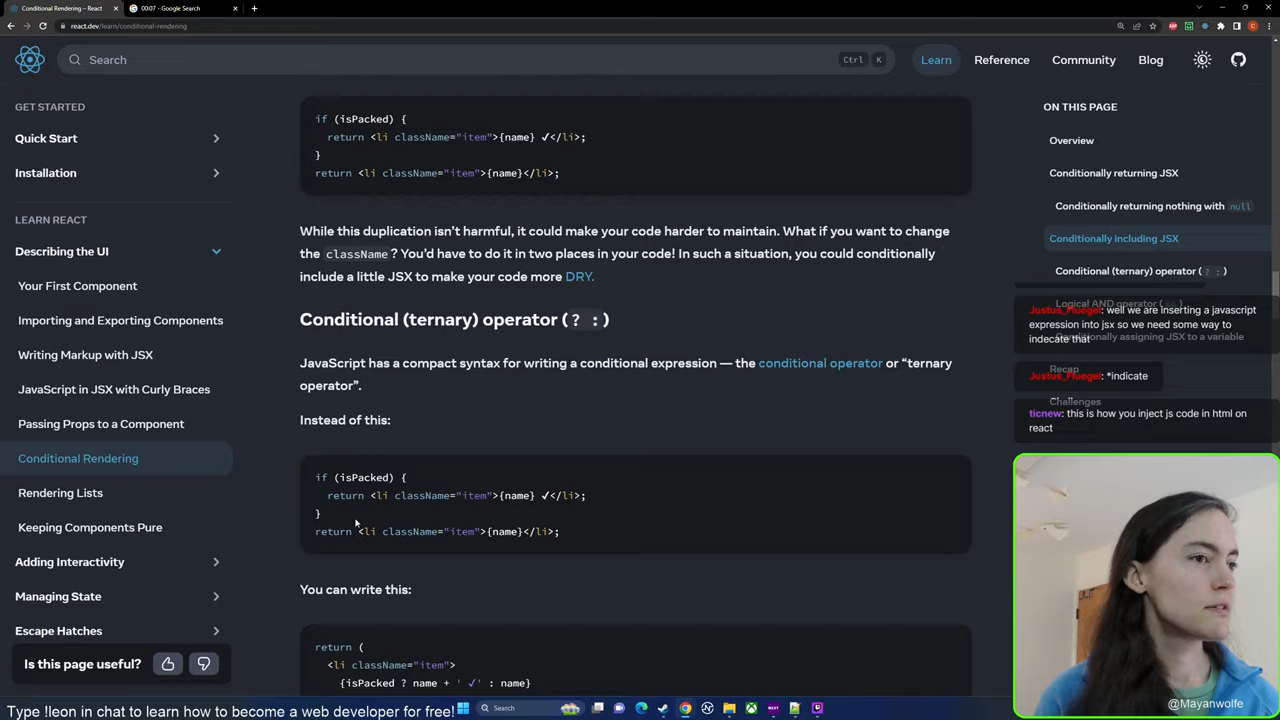 Conditional Rendering – React
00:07 - Google Search
react.dev/learn/conditional-rendering
Search
Ctrl K
Learn
Reference
Community
Blog
GET STARTED
Quick Start
Installation
LEARN REACT
Describing the UI
Your First Component
Importing and Exporting Components
Writing Markup with JSX
JavaScript in JSX with Curly Braces
Passing Props to a Component
Conditional Rendering
Rendering Lists
Keeping Components Pure
Adding Interactivity
Managing State
Escape Hatches
Is this page useful?
if (isPacked) {
return <li className="item">{name} ✔</li>;
}
return <li className="item">{name}</li>;
While this duplication isn’t harmful, it could make your code harder to maintain. What if you want to change
the className? You’d have to do it in two places in your code! In such a situation, you could conditionally
include a little JSX to make your code more DRY.
Conditional (ternary) operator (? :)
JavaScript has a compact syntax for writing a conditional expression — the conditional operator or “ternary
operator”.
Instead of this:
if (isPacked) {
return <li className="item">{name} ✔</li>;
}
return <li className="item">{name}</li>;
You can write this:
return (
<li className="item">
{isPacked ? name + ' ✔' : name}
ON THIS PAGE
Overview
Conditionally returning JSX
Conditionally returning nothing with null
Conditionally including JSX
Conditional (ternary) operator (? :)
Logical AND operator (&&)
Conditionally assigning JSX to a variable
Recap
Challenges
Justus_Fluegel: well we are inserting a javascript
expression into jsx so we need some way to
indecate that
Justus_Fluegel: *indicate
ticnew: this is how you inject js code in html on
react
Type !leon in chat to learn how to become a web developer for free!
Search
@Mayanwolfe